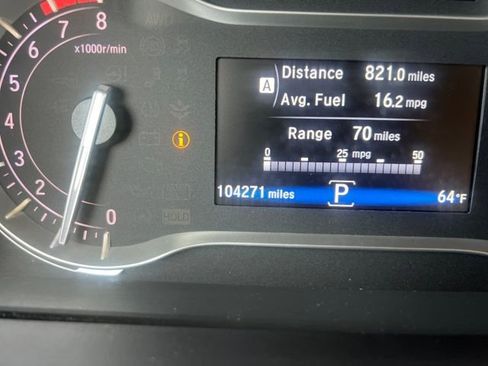 8
7
6
5
4
3
2
1
0
x1000r/min
HOLD
A
Distance 821.0 miles
Avg. Fuel 16.2 mpg
Range 70 miles
0 25 mpg 50
104271 miles P 64°F